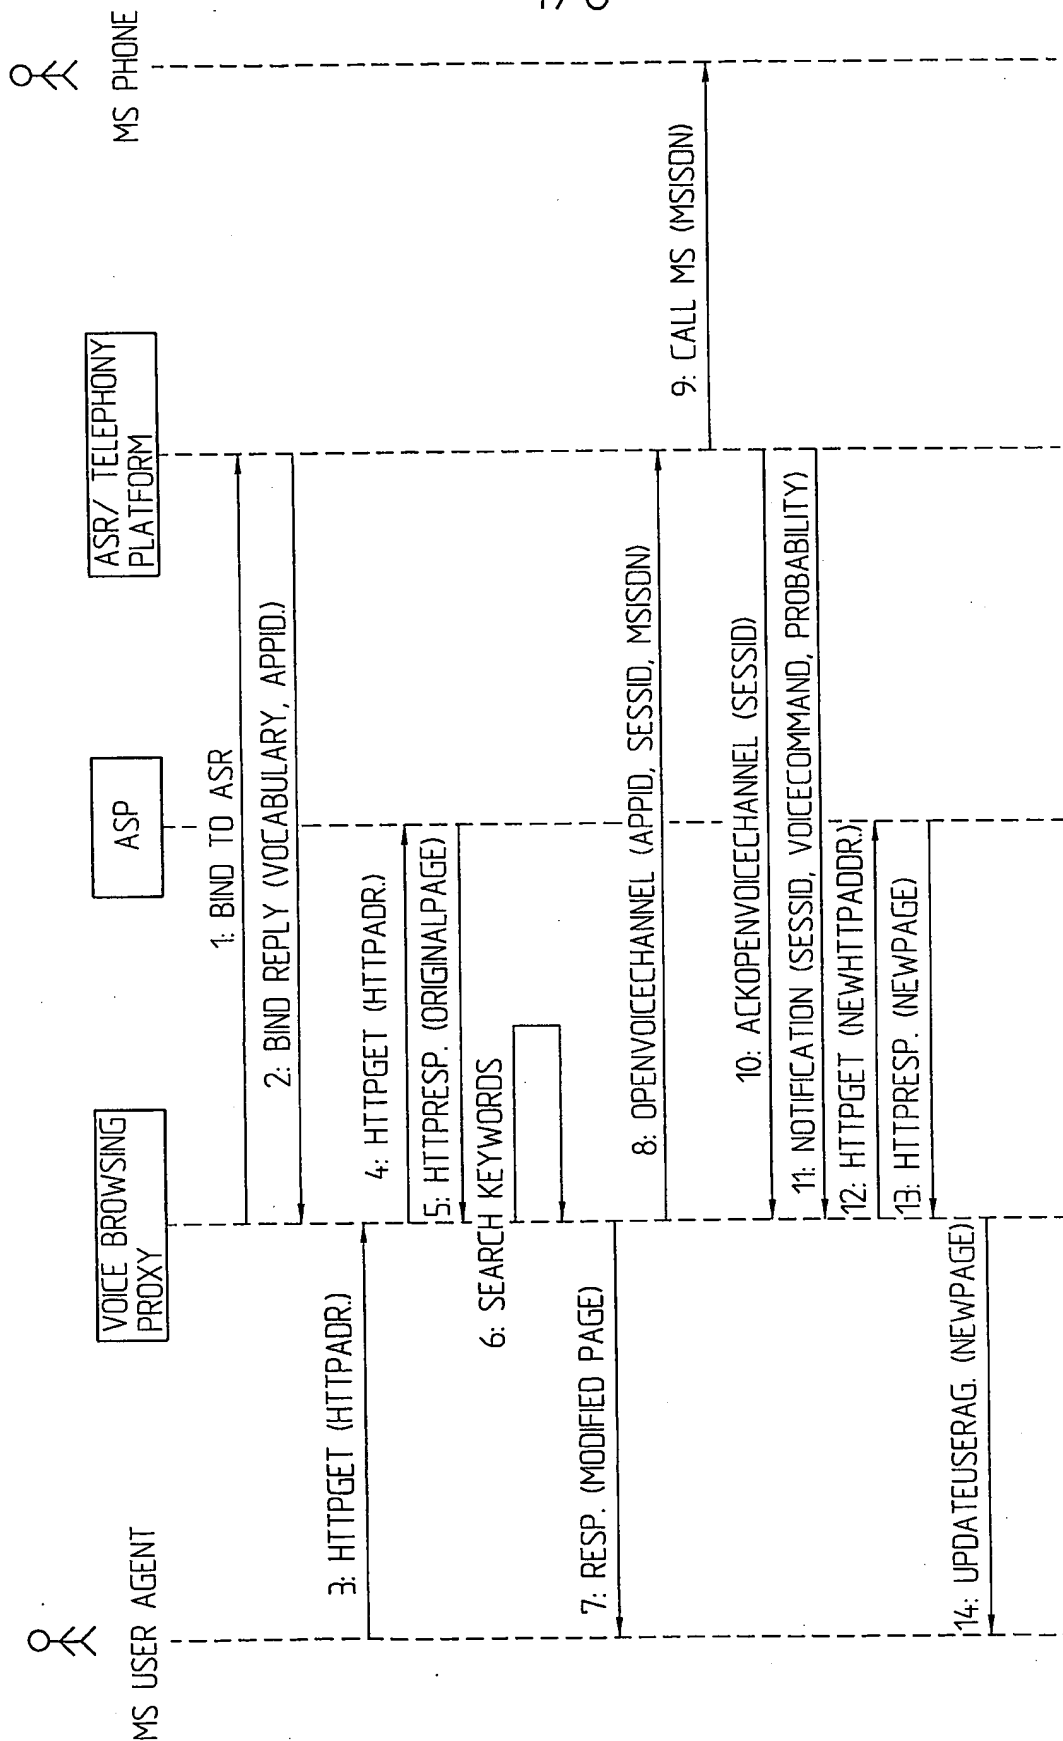 MS USER AGENT
VOICE BROWSING
PROXY
ASP
ASR/ TELEPHONY
PLATFORM
MS PHONE
1: BIND TO ASR
2: BIND REPLY (VOCABULARY, APPID.)
3: HTTPGET (HTTPADR.)
4: HTTPGET (HTTPADR.)
5: HTTPRESP. (ORIGINALPAGE)
6: SEARCH KEYWORDS
7: RESP. (MODIFIED PAGE)
8: OPENVOICECHANNEL (APPID, SESSID, MSISDN)
9: CALL MS (MSISDN)
10: ACKOPENVOICECHANNEL (SESSID)
11: NOTIFICATION (SESSID, VOICECOMMAND, PROBABILITY)
12: HTTPGET (NEWHTTPADDR.)
13: HTTPRESP. (NEWPAGE)
14: UPDATEUSERAG. (NEWPAGE)